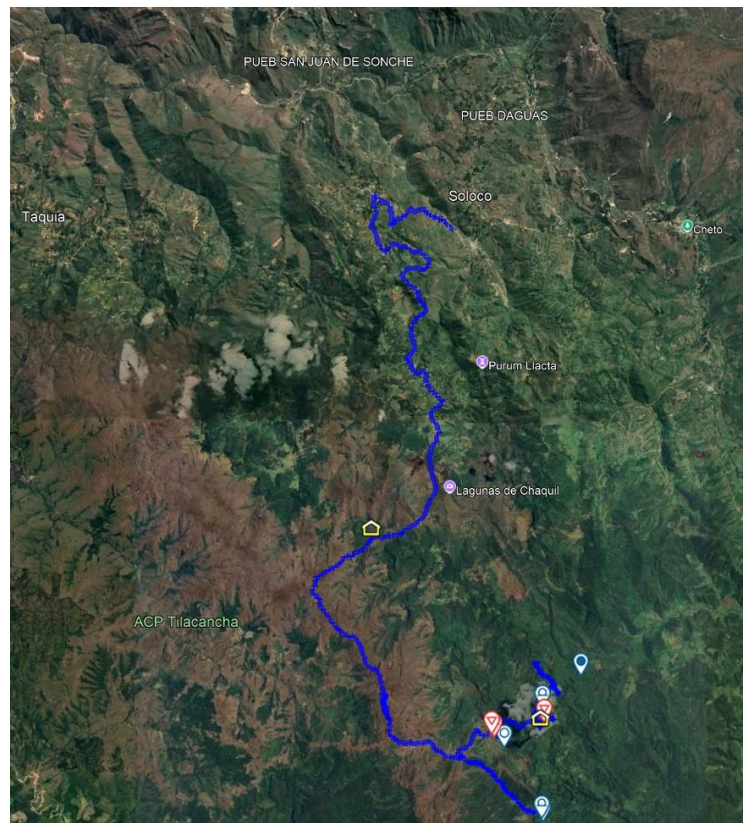 PUEB SAN JUAN DE SONCHE
PUEB DAGUAS
Soloco
Taquia
Cheto
Purum Llacta
Lagunas de Chaquil
ACP Tilacancha